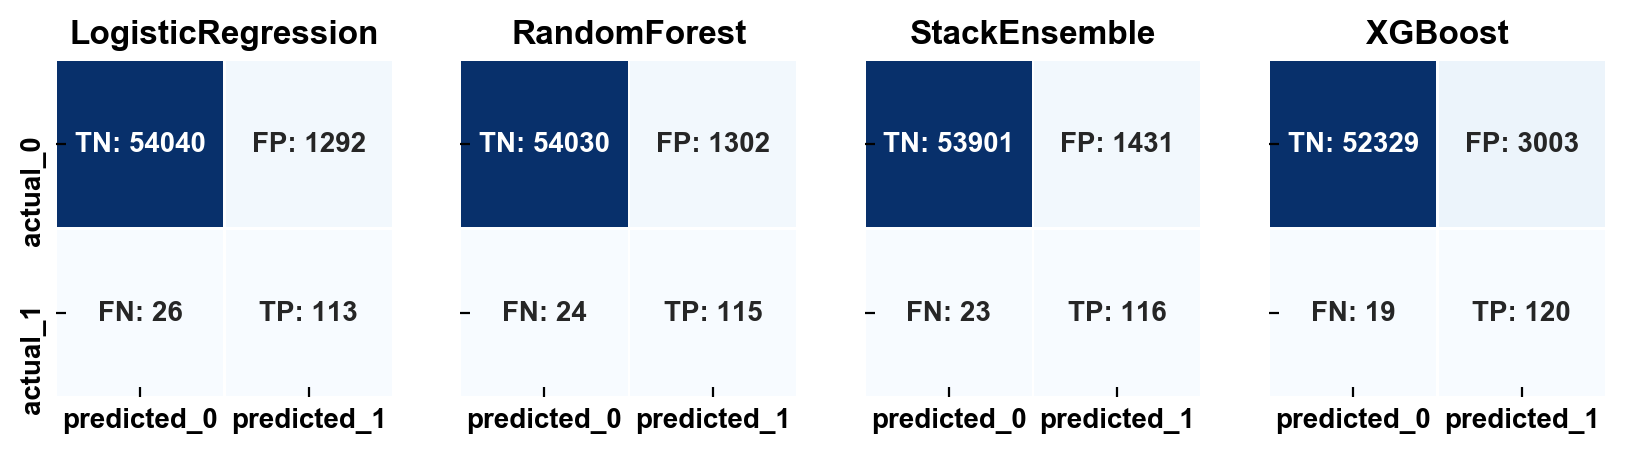 LogisticRegression
RandomForest
StackEnsemble
XGBoost
actual_0
TN: 54040
FP: 1292
TN: 54030
FP: 1302
TN: 53901
FP: 1431
TN: 52329
FP: 3003
actual_1
FN: 26
TP: 113
FN: 24
TP: 115
FN: 23
TP: 116
FN: 19
TP: 120
predicted_0
predicted_1
predicted_0
predicted_1
predicted_0
predicted_1
predicted_0
predicted_1